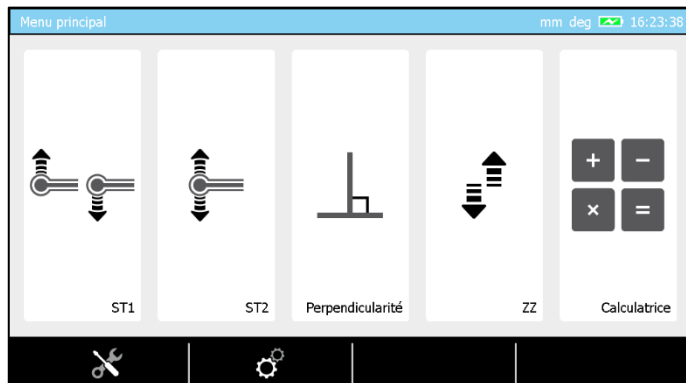 Menu principal
mm deg 16:23:38
ST1
ST2
Perpendicularité
ZZ
Calculatrice